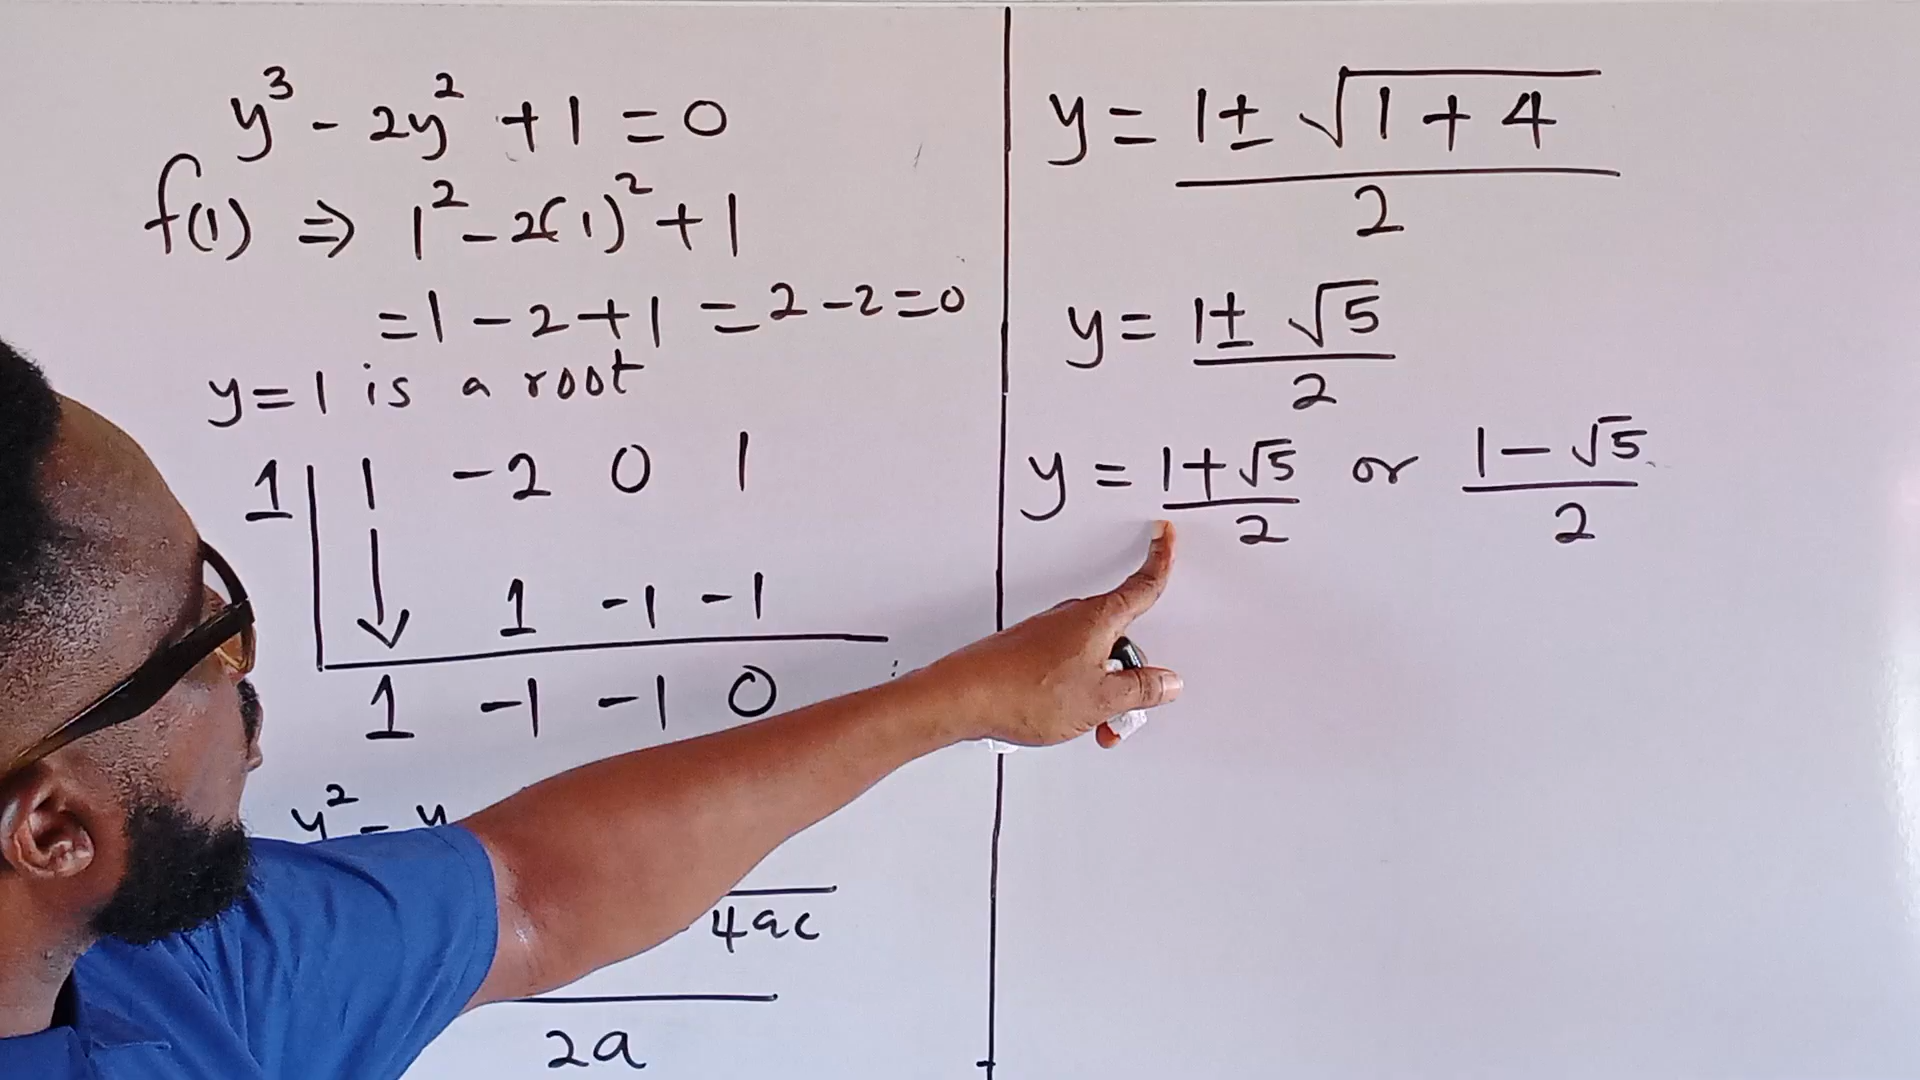 y³ - 2y² + 1 = 0
f(1) ⇒ 1² - 2(1)² + 1
= 1 - 2 + 1 = 2 - 2 = 0
y = 1 is a root
1 | 1 -2 0 1
↓ 1 -1 -1
1 -1 -1 0
y² - y
4ac
2a
y = 1 ± √1 + 4
2
y = 1 ± √5
2
y = 1 + √5 or 1 - √5
2 2